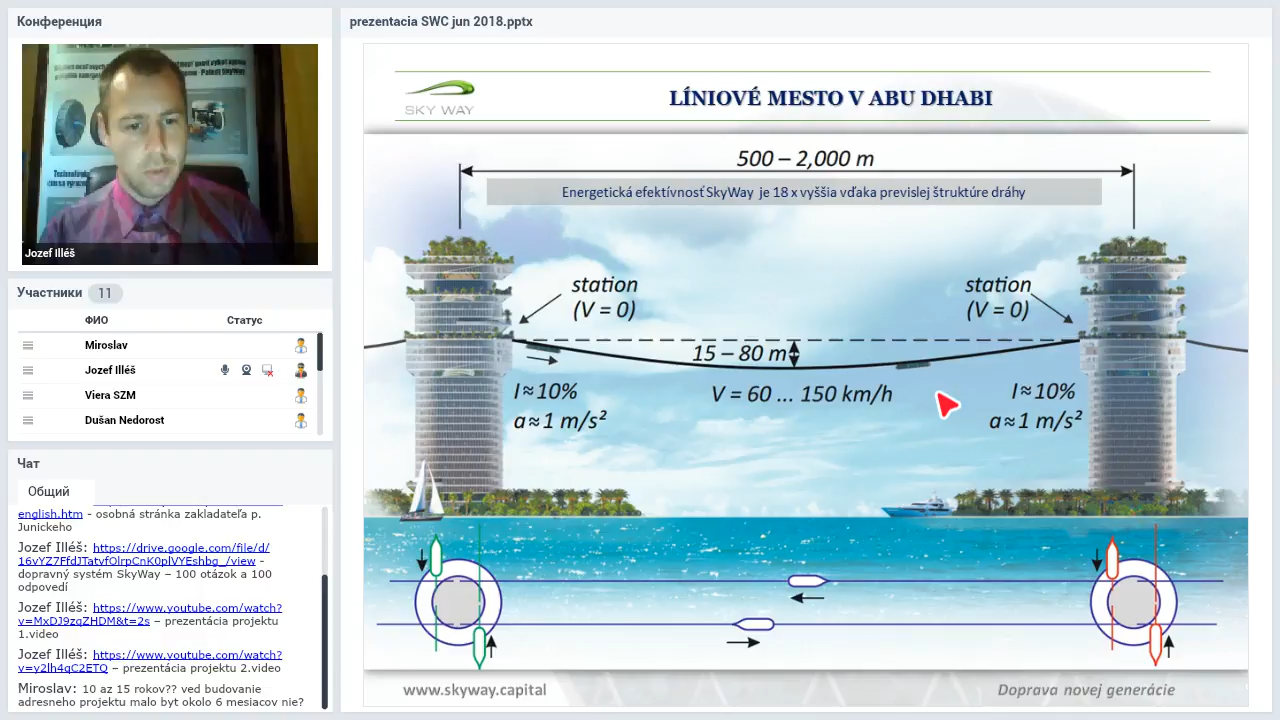 Конференция
Jozef Illéš
Участники 11
ФИО Статус
Miroslav
Jozef Illéš
Viera SZM
Dušan Nedorost
Чат
Общий
english.htm - osobná stránka zakladateľa p.
Junickeho
Jozef Illéš: https://drive.google.com/file/d/
16vYZ7FfdJTatvfOlrpCnK0plVYEshbg_/view -
dopravný systém SkyWay – 100 otázok a 100
odpovedí
Jozef Illéš: https://www.youtube.com/watch?
v=MxDJ9zqZHDM&t=2s – prezentácia projektu
1.video
Jozef Illéš: https://www.youtube.com/watch?
v=y2lh4qC2ETQ – prezentácia projektu 2.video
Miroslav: 10 az 15 rokov?? ved budovanie
adresneho projektu malo byt okolo 6 mesiacov nie?
prezentacia SWC jun 2018.pptx
SKY WAY
LÍNIOVÉ MESTO V ABU DHABI
500 – 2,000 m
Energetická efektívnosť SkyWay je 18 x vyššia vďaka previslej štruktúre dráhy
station
(V = 0)
station
(V = 0)
15 – 80 m
I ≈ 10%
a ≈ 1 m/s²
V = 60 ... 150 km/h
I ≈ 10%
a ≈ 1 m/s²
www.skyway.capital
Doprava novej generácie